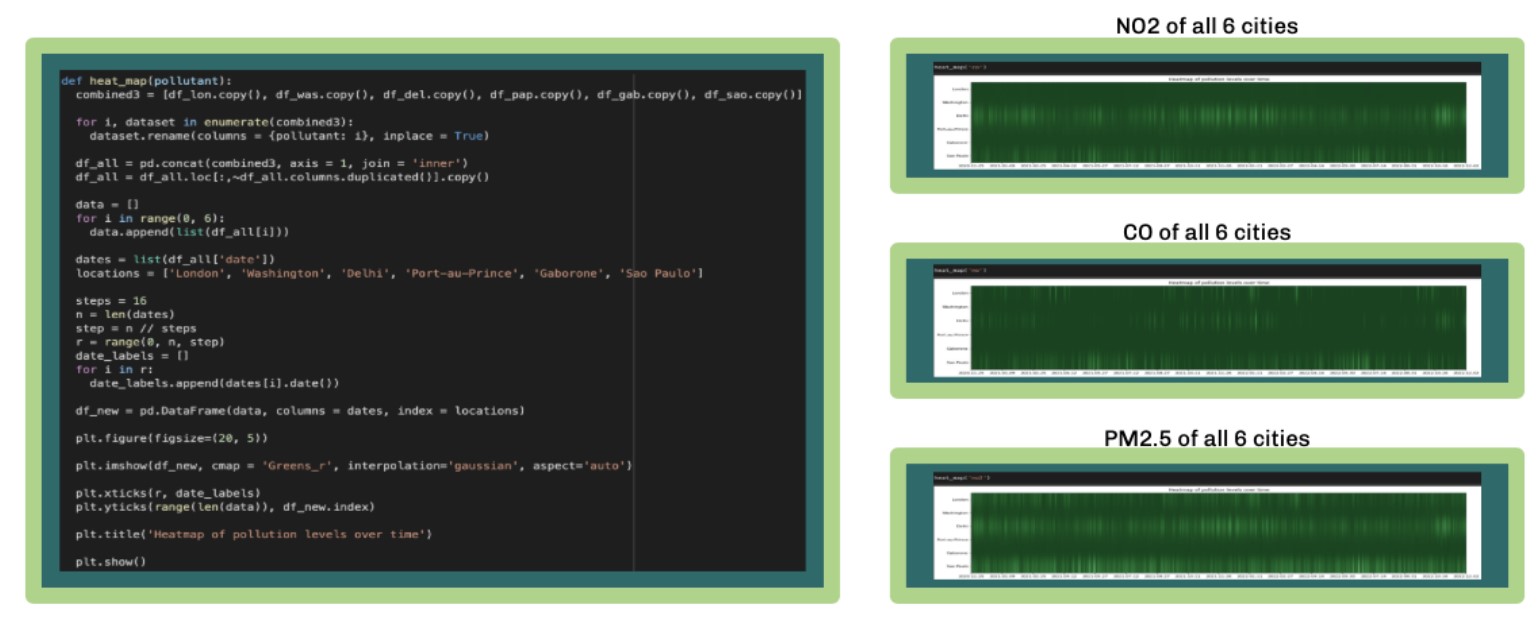 def heat_map(pollutant):
combined3 = [df_lon.copy(), df_was.copy(), df_del.copy(), df_pap.copy(), df_gab.copy(), df_sao.copy()]
for i, dataset in enumerate(combined3):
dataset.rename(columns = {pollutant: i}, inplace = True)
df_all = pd.concat(combined3, axis = 1, join = 'inner')
df_all = df_all.loc[:,~df_all.columns.duplicated()].copy()
data = []
for i in range(0, 6):
data.append(list(df_all[i]))
dates = list(df_all['date'])
locations = ['London', 'Washington', 'Delhi', 'Port-au-Prince', 'Gaborone', 'Sao Paulo']
steps = 16
n = len(dates)
step = n // steps
r = range(0, n, step)
date_labels = []
for i in r:
date_labels.append(dates[i].date())
df_new = pd.DataFrame(data, columns = dates, index = locations)
plt.figure(figsize=(20, 5))
plt.imshow(df_new, cmap = 'Greens_r', interpolation='gaussian', aspect='auto')
plt.xticks(r, date_labels)
plt.yticks(range(len(data)), df_new.index)
plt.title('Heatmap of pollution levels over time')
plt.show()
NO2 of all 6 cities
Heatmap of pollution levels over time
London
Washington
Delhi
Port-au-Prince
Gaborone
Sao Paulo
CO of all 6 cities
Heatmap of pollution levels over time
London
Washington
Delhi
Port-au-Prince
Gaborone
Sao Paulo
PM2.5 of all 6 cities
Heatmap of pollution levels over time
London
Washington
Delhi
Port-au-Prince
Gaborone
Sao Paulo